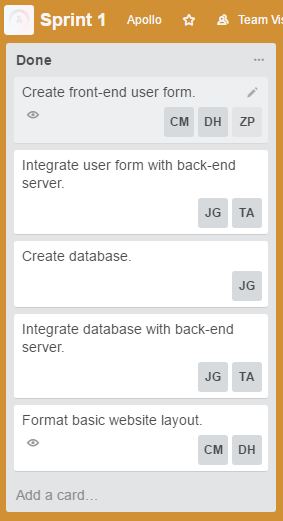 Sprint 1 Apollo Team Vis
Done
Create front-end user form.
CM DH ZP
Integrate user form with back-end
server.
JG TA
Create database.
JG
Integrate database with back-end
server.
JG TA
Format basic website layout.
CM DH
Add a card…